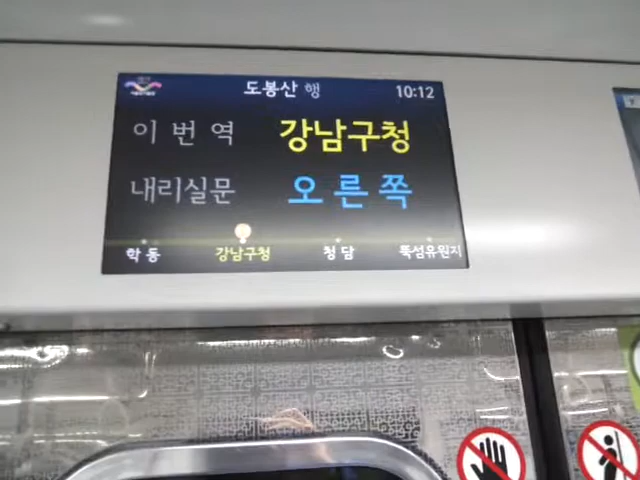 도봉산 행 10:12
이번역 강남구청
내리실문 오른쪽
학동 강남구청 청담 뚝섬유원지